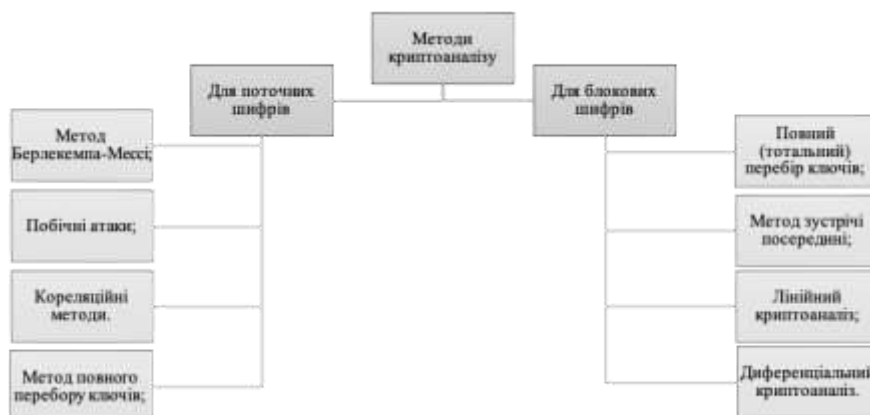 Методи
криптоаналізу
Для поточних
шифрів
Для блокових
шифрів
Метод
Берлекемпа-Мессі;
Побічні атаки;
Кореляційні
методи.
Метод повного
перебору ключів;
Повний
(тотальний)
перебір ключів;
Метод зустрічі
посередині;
Лінійний
криптоаналіз;
Диференціальний
криптоаналіз.